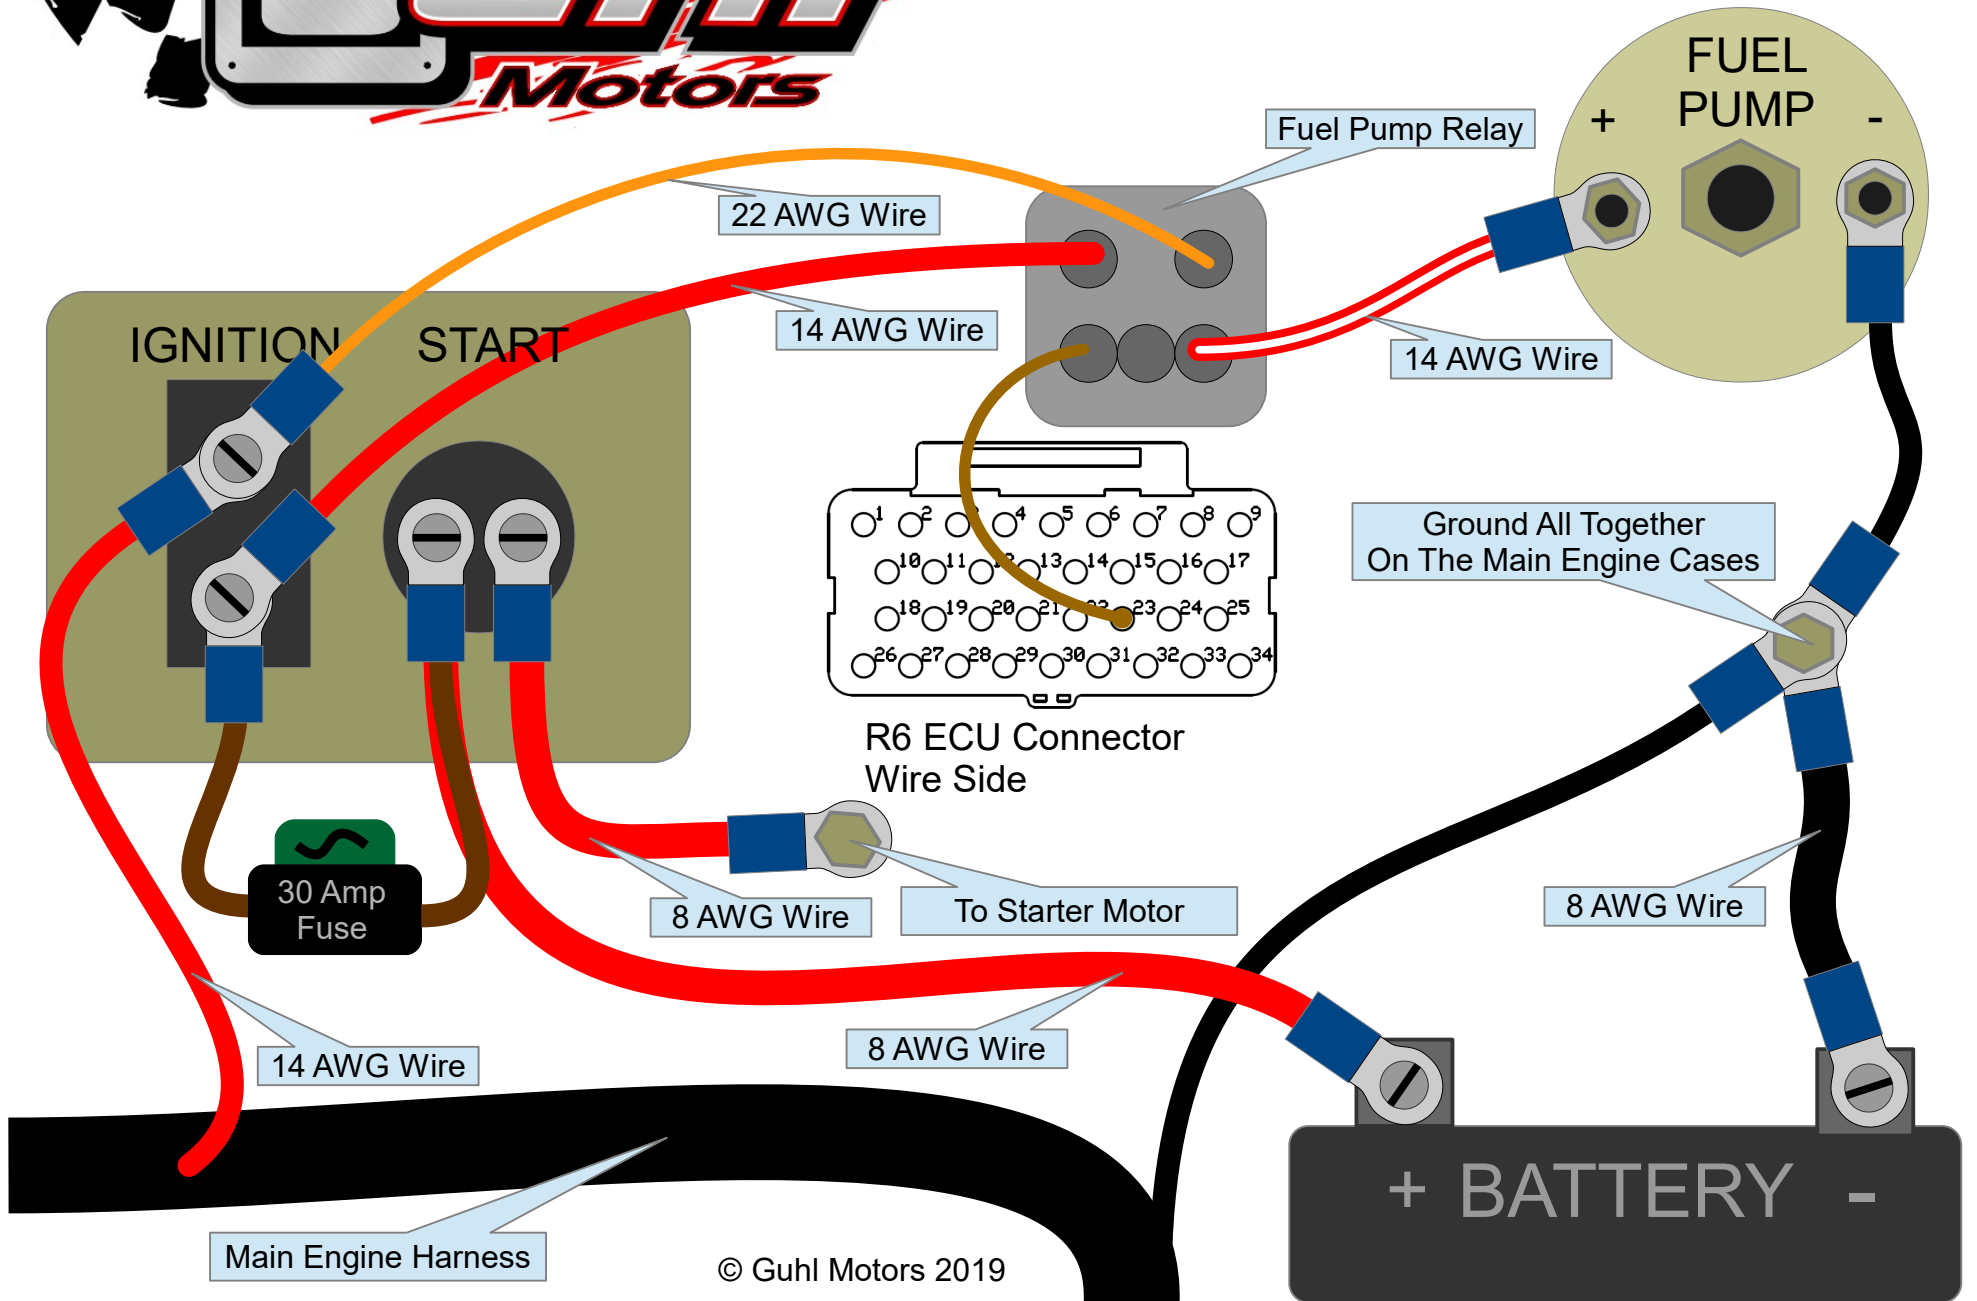 Motors
FUEL
PUMP
+ -
Fuel Pump Relay
22 AWG Wire
14 AWG Wire
14 AWG Wire
IGNITION
START
1 2 3 4 5 6 7 8 9
10 11 12 13 14 15 16 17
18 19 20 21 22 23 24 25
26 27 28 29 30 31 32 33 34
R6 ECU Connector
Wire Side
Ground All Together
On The Main Engine Cases
30 Amp
Fuse
8 AWG Wire
To Starter Motor
8 AWG Wire
8 AWG Wire
14 AWG Wire
+ BATTERY -
Main Engine Harness
© Guhl Motors 2019